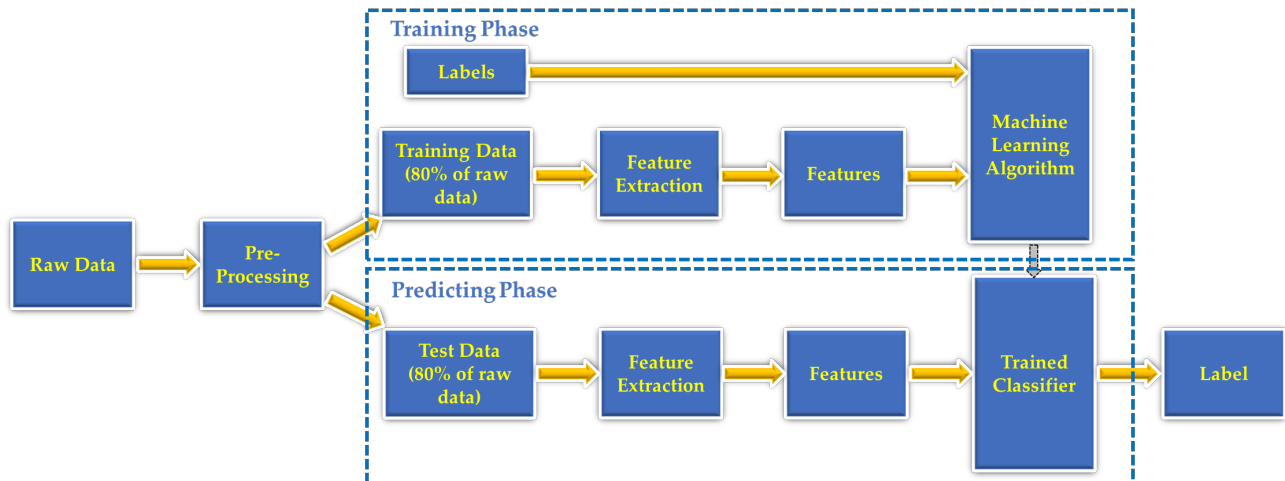 Training Phase
Labels
Machine
Learning
Algorithm
Training Data
(80% of raw
data)
Feature
Extraction
Features
Raw Data
Pre-
Processing
Predicting Phase
Test Data
(80% of raw
data)
Feature
Extraction
Features
Trained
Classifier
Label